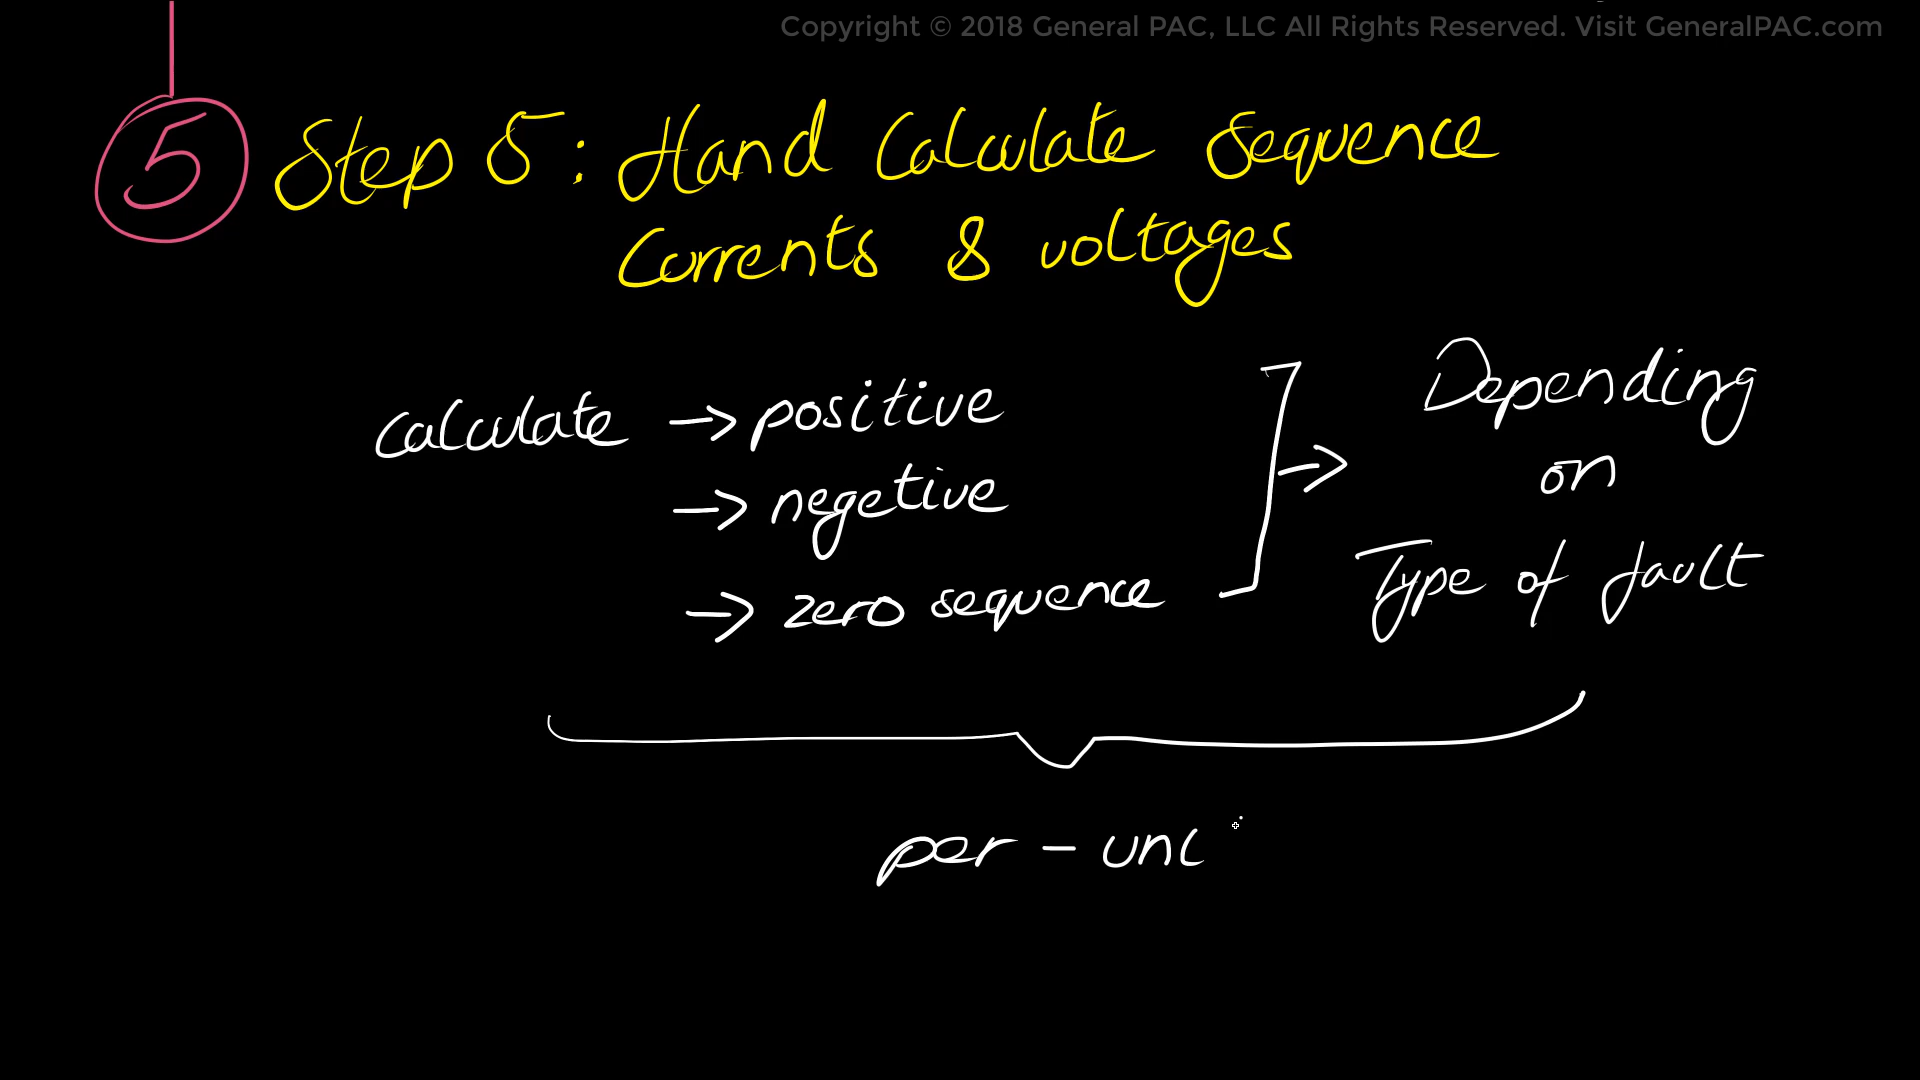 Copyright © 2018 General PAC, LLC All Rights Reserved. Visit GeneralPAC.com
5 Step 5: Hand Calculate Sequence
Currents & voltages
Calculate → positive
→ negetive
→ zero sequence
→ Depending
on
Type of fault
per - uni